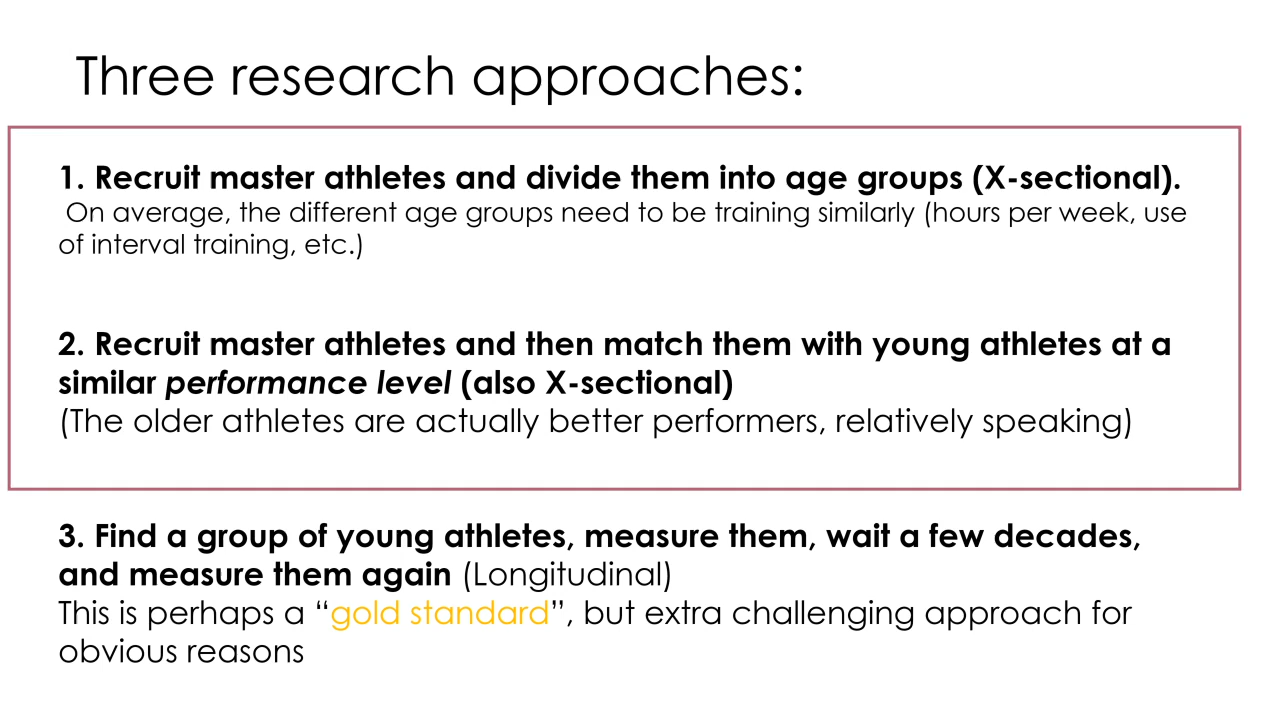 Three research approaches:
1. Recruit master athletes and divide them into age groups (X-sectional).
On average, the different age groups need to be training similarly (hours per week, use
of interval training, etc.)
2. Recruit master athletes and then match them with young athletes at a
similar performance level (also X-sectional)
(The older athletes are actually better performers, relatively speaking)
3. Find a group of young athletes, measure them, wait a few decades,
and measure them again (Longitudinal)
This is perhaps a “gold standard”, but extra challenging approach for
obvious reasons